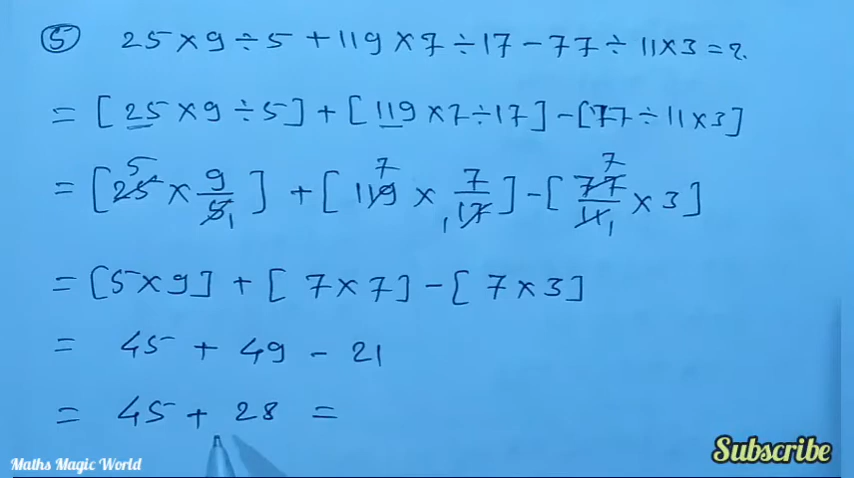 ⑤ 25 × 9 ÷ 5 + 119 × 7 ÷ 17 - 77 ÷ 11 × 3 = ?
= [25 × 9 ÷ 5] + [119 × 7 ÷ 17] - [77 ÷ 11 × 3]
= [25 5 × 9/5 1] + [119 7 × 7/17 1] - [77 7/11 1 × 3]
= [5 × 9] + [7 × 7] - [7 × 3]
= 45 + 49 - 21
= 45 + 28 =
Subscribe
Maths Magic World